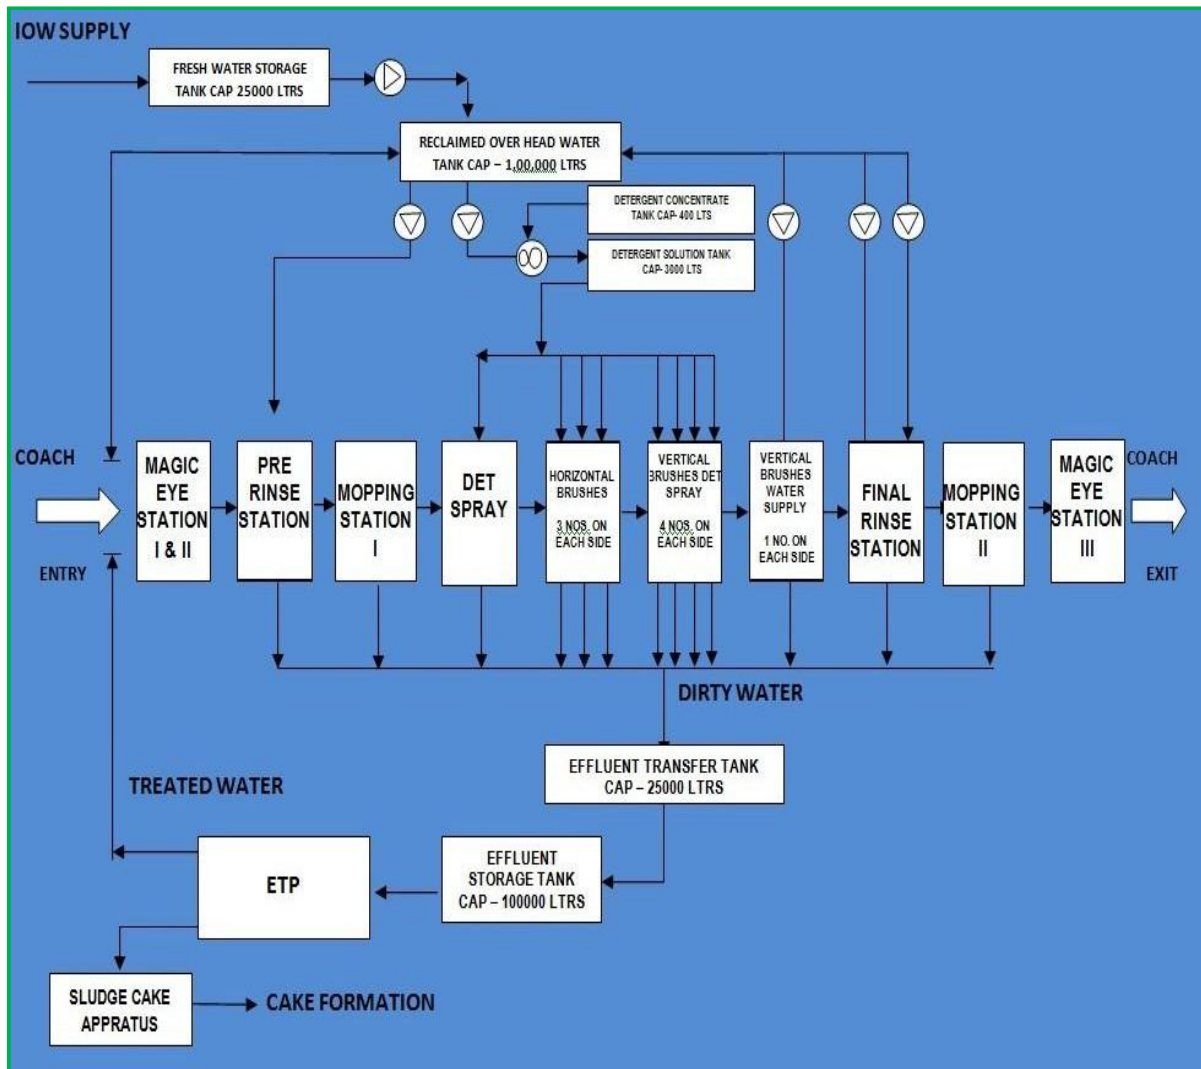 IOW SUPPLY
FRESH WATER STORAGE
TANK CAP 25000 LTRS
RECLAIMED OVER HEAD WATER
TANK CAP – 1,00,000 LTRS
DETERGENT CONCENTRATE
TANK CAP- 400 LTS
DETERGENT SOLUTION TANK
CAP- 3000 LTS
COACH
ENTRY
MAGIC
EYE
STATION
I & II
PRE
RINSE
STATION
MOPPING
STATION
I
DET
SPRAY
HORIZONTAL
BRUSHES
3 NOS. ON
EACH SIDE
VERTICAL
BRUSHES DET
SPRAY
4 NOS. ON
EACH SIDE
VERTICAL
BRUSHES
WATER
SUPPLY
1 NO. ON
EACH SIDE
FINAL
RINSE
STATION
MOPPING
STATION
II
MAGIC
EYE
STATION
III
COACH
EXIT
DIRTY WATER
EFFLUENT TRANSFER TANK
CAP – 25000 LTRS
TREATED WATER
EFFLUENT
STORAGE TANK
CAP – 100000 LTRS
ETP
SLUDGE CAKE
APPRATUS
CAKE FORMATION